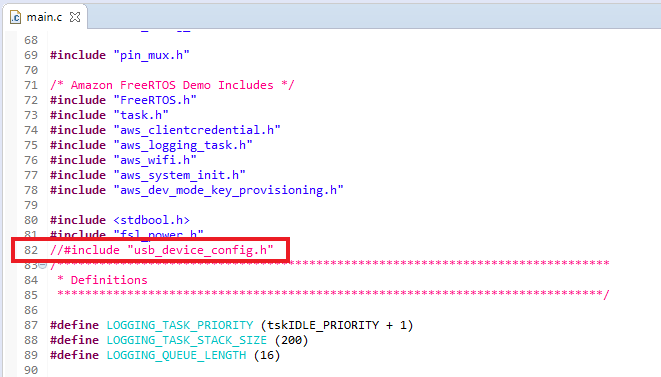 main.c
68
69 #include "pin_mux.h"
70
71 /* Amazon FreeRTOS Demo Includes */
72 #include "FreeRTOS.h"
73 #include "task.h"
74 #include "aws_clientcredential.h"
75 #include "aws_logging_task.h"
76 #include "aws_wifi.h"
77 #include "aws_system_init.h"
78 #include "aws_dev_mode_key_provisioning.h"
79
80 #include <stdbool.h>
81 #include "fsl_power.h"
82 //#include "usb_device_config.h"
83 /*******************************************************************************
84  * Definitions
85  ******************************************************************************/
86
87 #define LOGGING_TASK_PRIORITY (tskIDLE_PRIORITY + 1)
88 #define LOGGING_TASK_STACK_SIZE (200)
89 #define LOGGING_QUEUE_LENGTH (16)
90